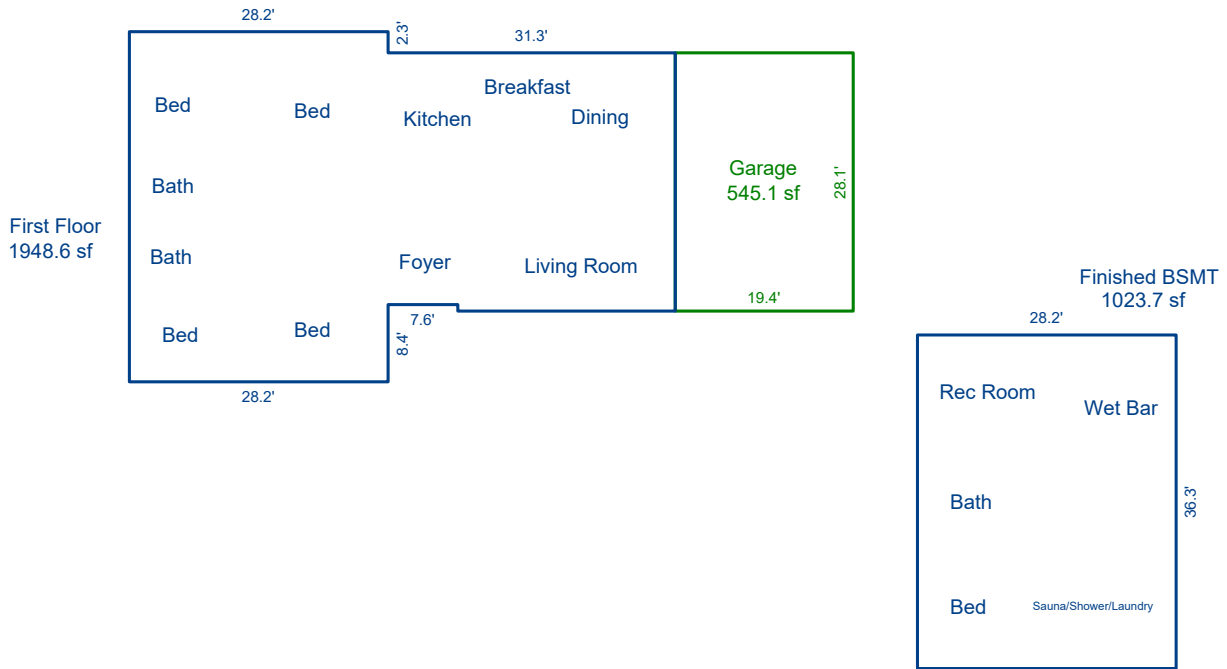 28.2'
2.3'
31.3'
Breakfast
Bed
Bed
Kitchen
Dining
Garage
545.1 sf
28.1'
Bath
First Floor
1948.6 sf
Bath
Foyer
Living Room
19.4'
7.6'
8.4'
Bed
Bed
28.2'
Finished BSMT
1023.7 sf
28.2'
Rec Room
Wet Bar
36.3'
Bath
Bed
Sauna/Shower/Laundry